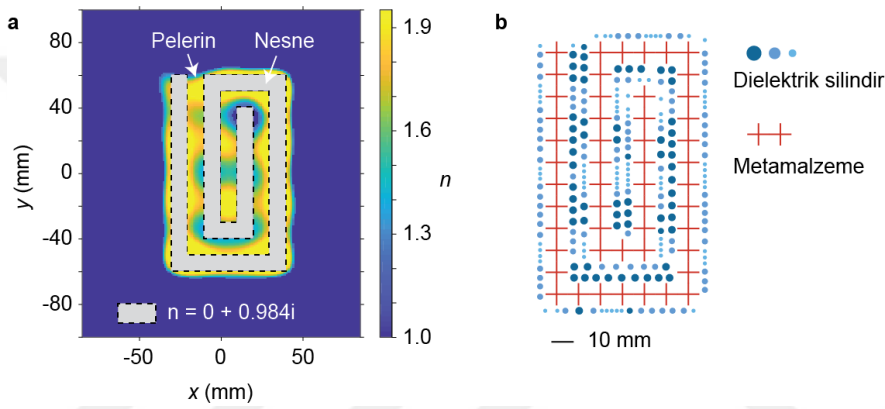 a
Pelerin
Nesne
80
40
0
-40
-80
y (mm)
n = 0 + 0.984i
-50
0
50
x (mm)
1.9
1.6
1.3
1.0
n
b
Dielektrik silindir
Metamalzeme
10 mm